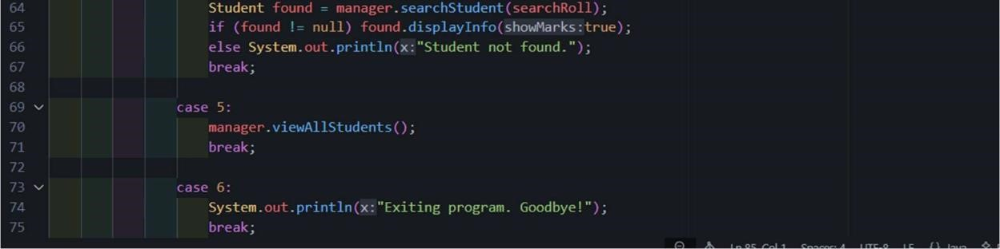 64 Student found = manager.searchStudent(searchRoll);
65 if (found != null) found.displayInfo(showMarks:true);
66 else System.out.println(x:"Student not found.");
67 break;
68
69 case 5:
70 manager.viewAllStudents();
71 break;
72
73 case 6:
74 System.out.println(x:"Exiting program. Goodbye!");
75 break;
Ln 85, Col 1 Spaces: 4 UTF-8 LF {} Java